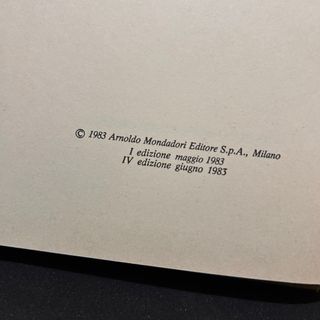 © 1983 Arnoldo Mondadori Editore S.p.A., Milano
I edizione maggio 1983
IV edizione giugno 1983